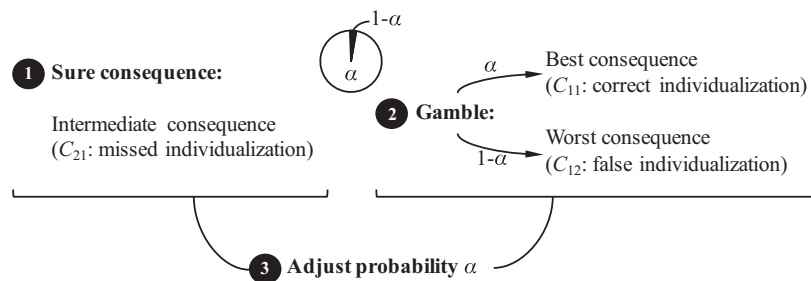 1-α
α
1 Sure consequence:
Intermediate consequence
(C21: missed individualization)
2 Gamble:
α
Best consequence
(C11: correct individualization)
1-α
Worst consequence
(C12: false individualization)
3 Adjust probability α